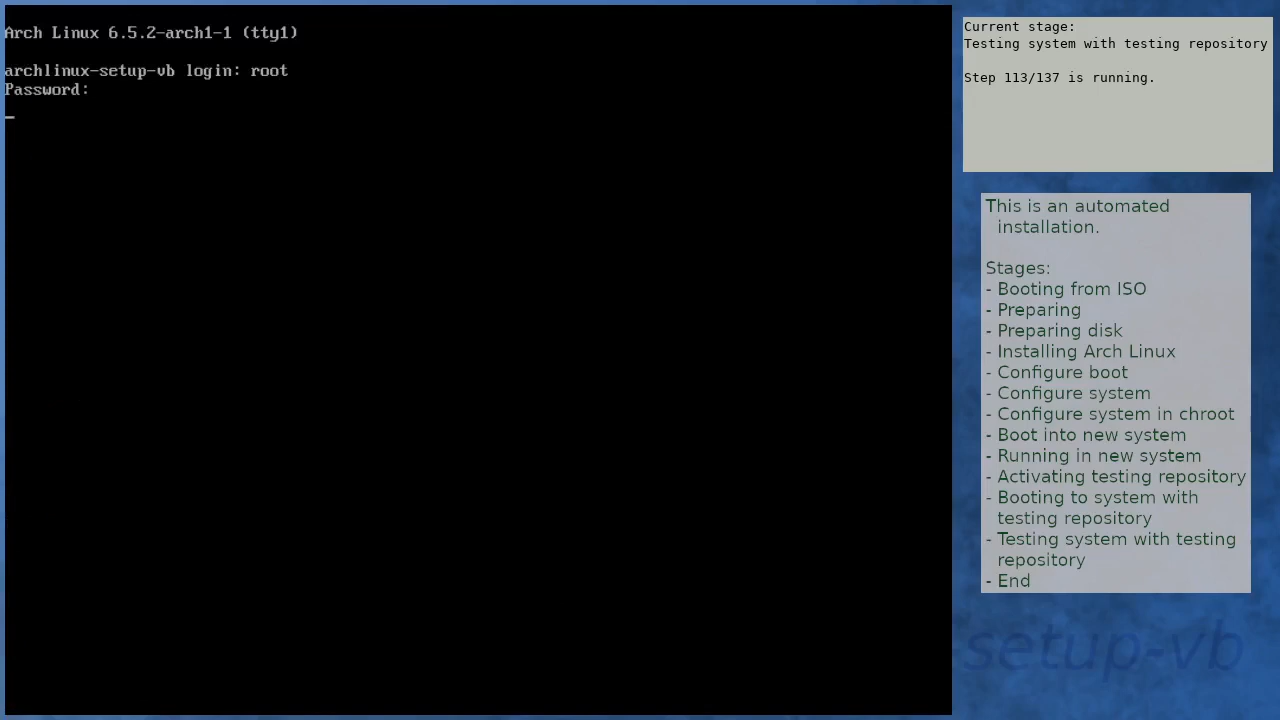 Arch Linux 6.5.2-arch1-1 (tty1)
archlinux-setup-vb login: root
Password:
Current stage:
Testing system with testing repository
Step 113/137 is running.
This is an automated
installation.
Stages:
- Booting from ISO
- Preparing
- Preparing disk
- Installing Arch Linux
- Configure boot
- Configure system
- Configure system in chroot
- Boot into new system
- Running in new system
- Activating testing repository
- Booting to system with
testing repository
- Testing system with testing
repository
- End
setup-vb